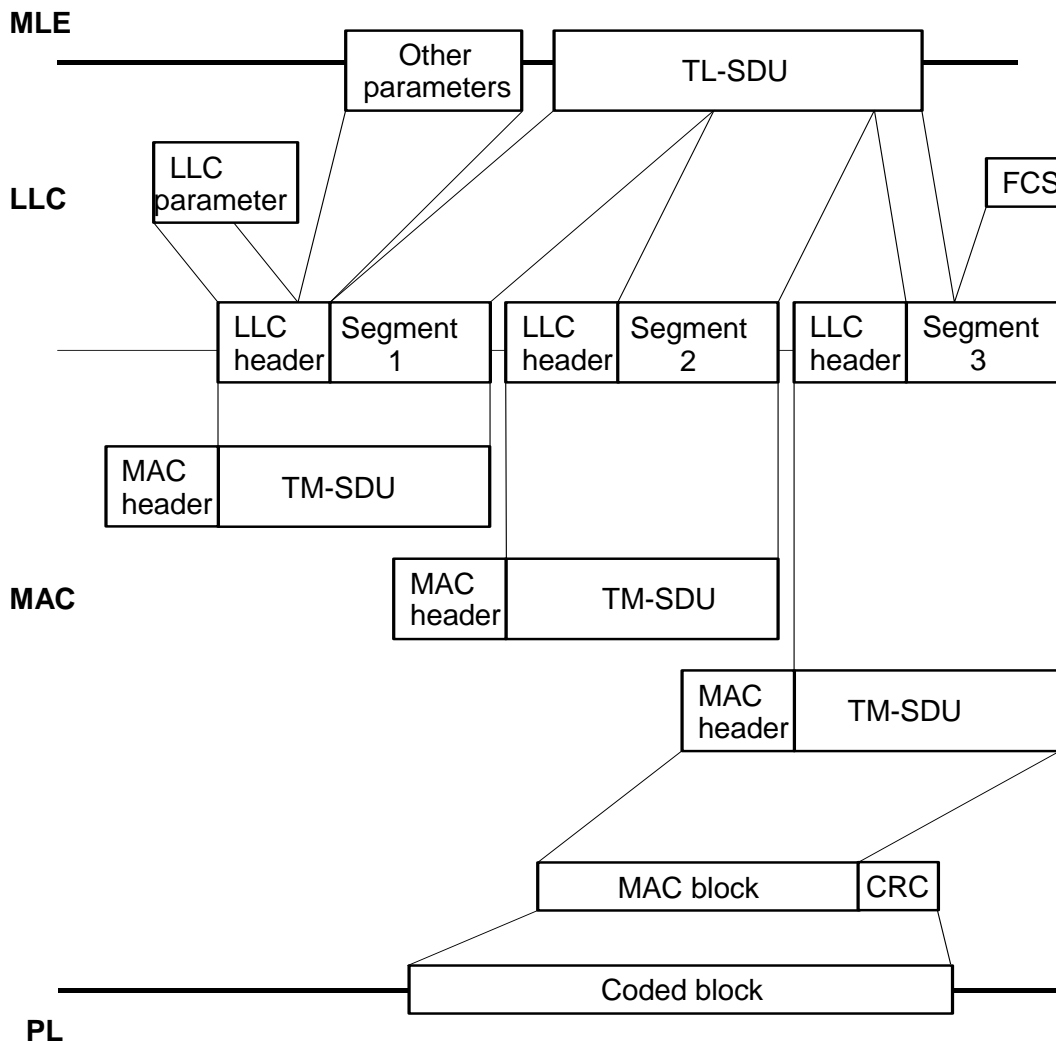 MLE
Other
parameters
TL-SDU
LLC
parameter
LLC
FCS
LLC
header
Segment
1
LLC
header
Segment
2
LLC
header
Segment
3
MAC
header
TM-SDU
MAC
MAC
header
TM-SDU
MAC
header
TM-SDU
MAC block
CRC
Coded block
PL